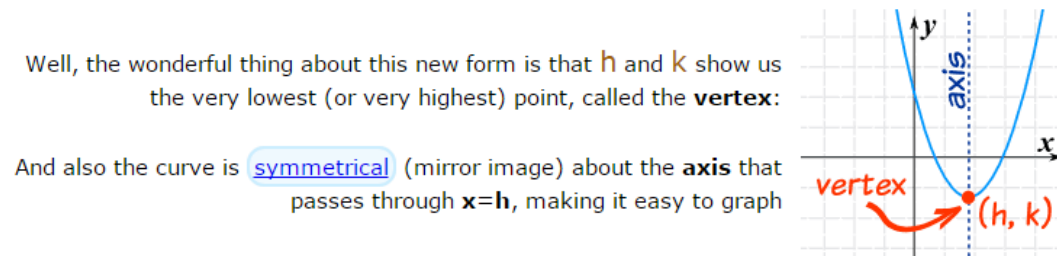 Well, the wonderful thing about this new form is that h and k show us
the very lowest (or very highest) point, called the vertex:
And also the curve is symmetrical (mirror image) about the axis that
passes through x=h, making it easy to graph
y
axis
x
vertex
(h, k)